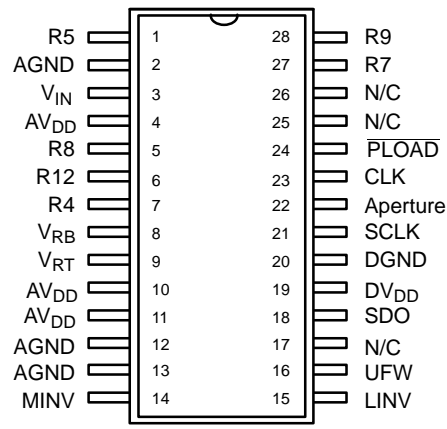 R5 1 28 R9
AGND 2 27 R7
VIN 3 26 N/C
AVDD 4 25 N/C
R8 5 24 PLOAD
R12 6 23 CLK
R4 7 22 Aperture
VRB 8 21 SCLK
VRT 9 20 DGND
AVDD 10 19 DVDD
AVDD 11 18 SDO
AGND 12 17 N/C
AGND 13 16 UFW
MINV 14 15 LINV